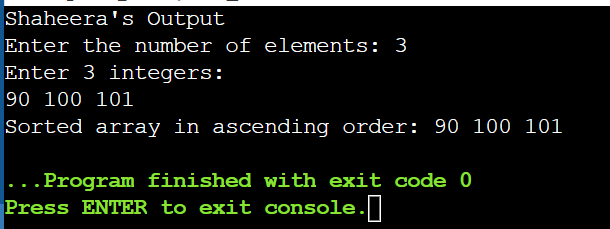 Shaheera's Output
Enter the number of elements: 3
Enter 3 integers:
90 100 101
Sorted array in ascending order: 90 100 101
...Program finished with exit code 0
Press ENTER to exit console.